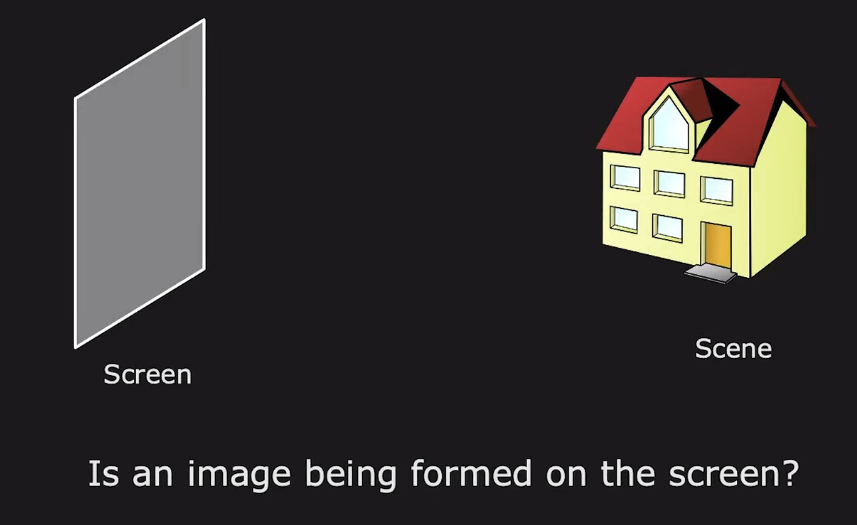 Screen
Scene
Is an image being formed on the screen?